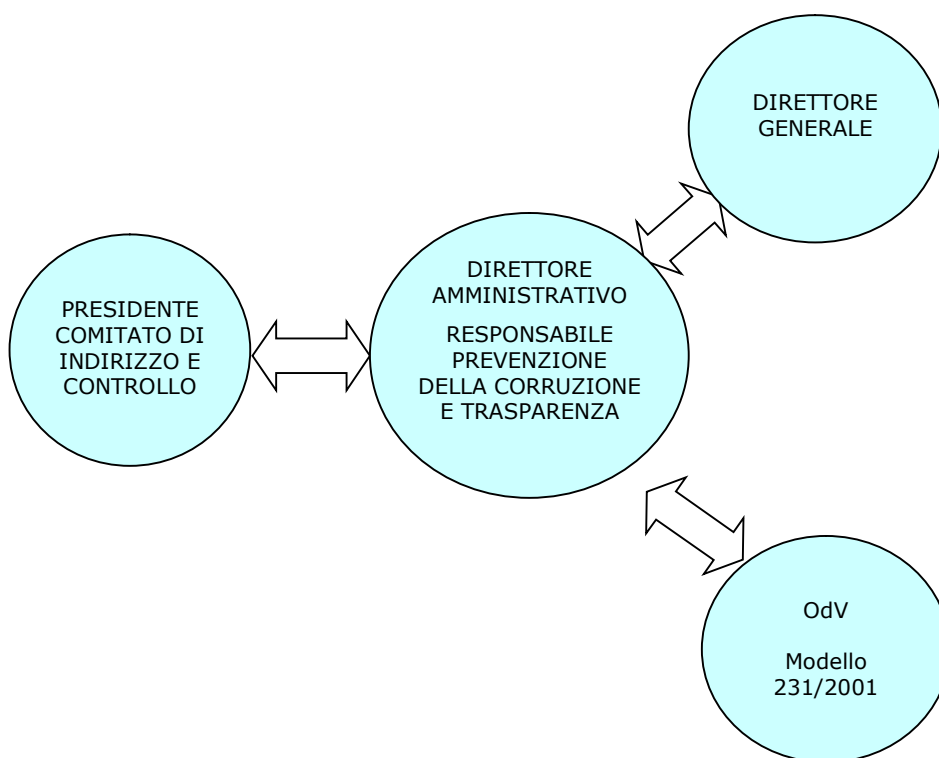 DIRETTORE
GENERALE
PRESIDENTE
COMITATO DI
INDIRIZZO E
CONTROLLO
DIRETTORE
AMMINISTRATIVO
RESPONSABILE
PREVENZIONE
DELLA CORRUZIONE
E TRASPARENZA
OdV
Modello
231/2001